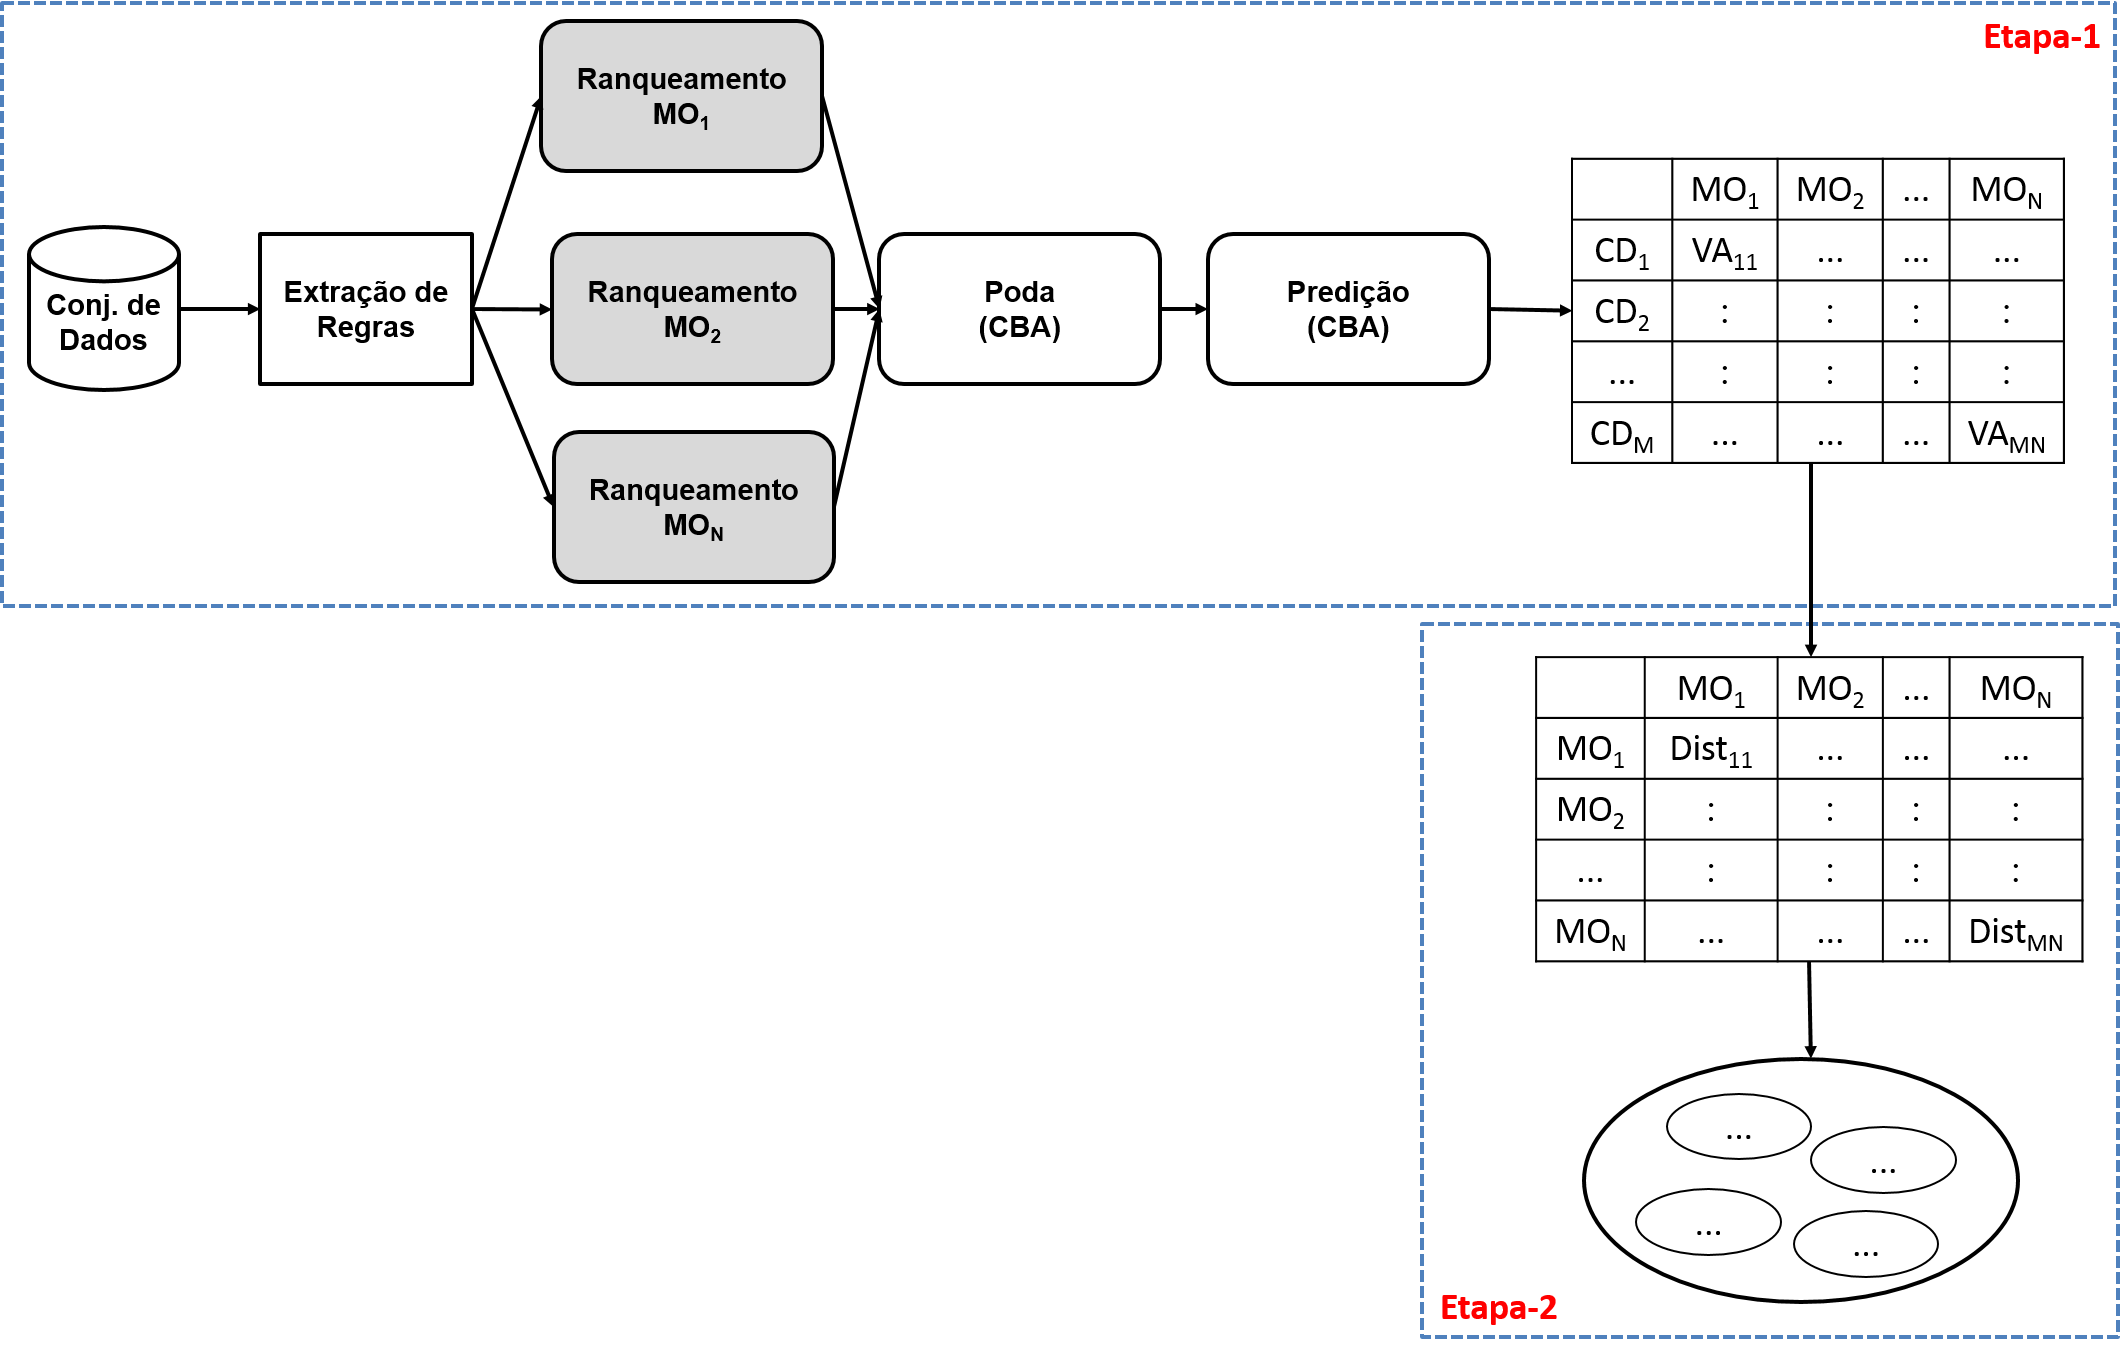 Etapa-1
Ranqueamento
MO1
Conj. de
Dados
Extração de
Regras
Ranqueamento
MO2
Ranqueamento
MON
Poda
(CBA)
Predição
(CBA)
MO1 MO2 ... MON
CD1 VA11 ... ... ...
CD2 : : : :
... : : : :
CDM ... ... ... VAMN
MO1 MO2 ... MON
MO1 Dist11 ... ... ...
MO2 : : : :
... : : : :
MON ... ... ... DistMN
...
...
...
...
Etapa-2